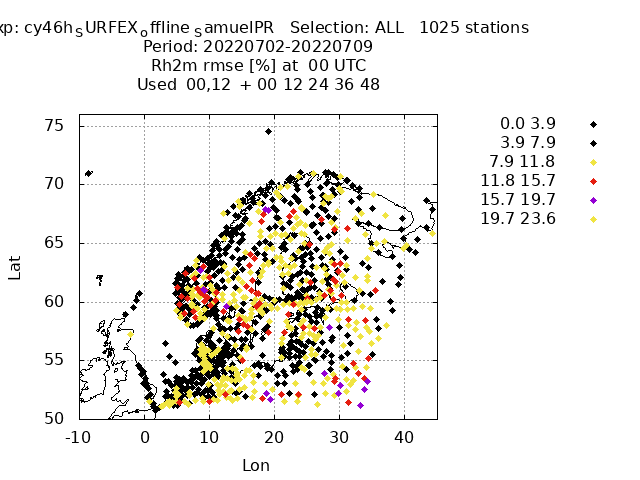 xp: cy46h_SURFEX_offline_SamuelPR Selection: ALL 1025 stations
Period: 20220702-20220709
Rh2m rmse [%] at 00 UTC
Used 00,12 + 00 12 24 36 48
0.0 3.9
3.9 7.9
7.9 11.8
11.8 15.7
15.7 19.7
19.7 23.6
75
70
65
60
55
50
Lat
-10 0 10 20 30 40
Lon